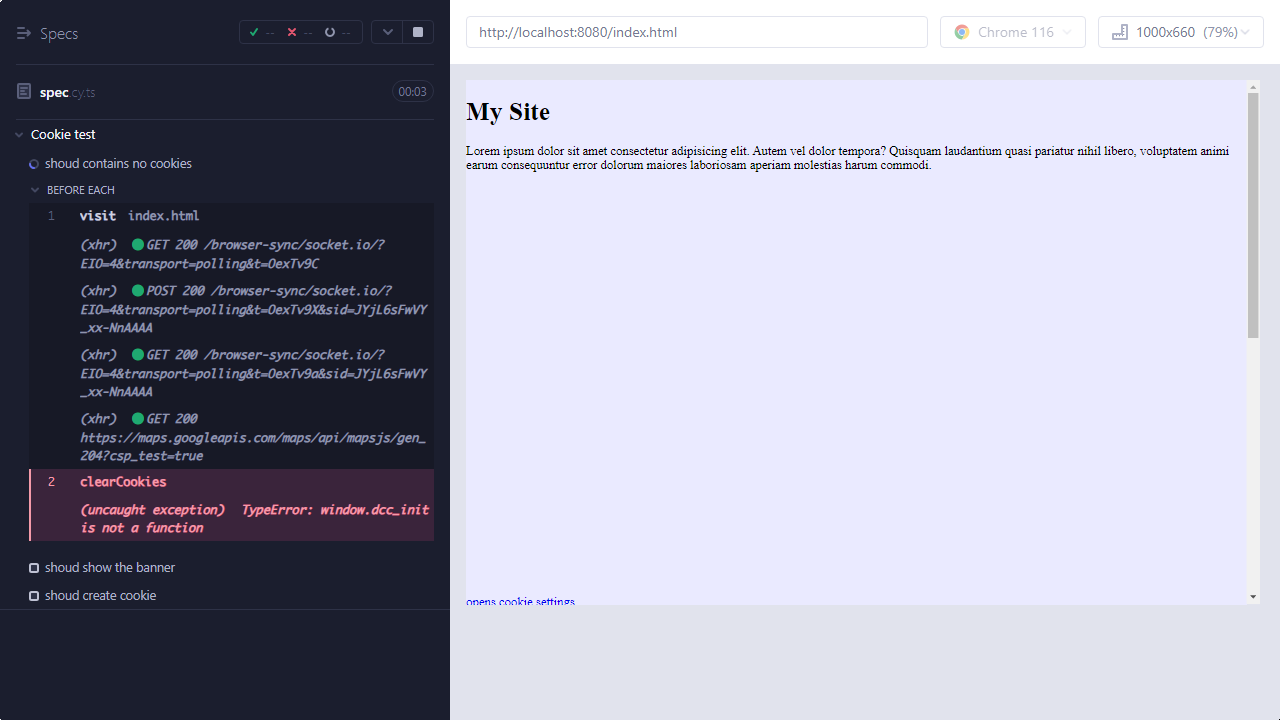 Specs
-- -- --
spec.cy.ts
00:03
Cookie test
shoud contains no cookies
BEFORE EACH
1 visit index.html
(xhr) GET 200 /browser-sync/socket.io/?
EIO=4&transport=polling&t=OexTv9C
(xhr) POST 200 /browser-sync/socket.io/?
EIO=4&transport=polling&t=OexTv9X&sid=JYjL6sFwVY
_xx-NnAAAA
(xhr) GET 200 /browser-sync/socket.io/?
EIO=4&transport=polling&t=OexTv9a&sid=JYjL6sFwVY
_xx-NnAAAA
(xhr) GET 200
https://maps.googleapis.com/maps/api/mapsjs/gen_
204?csp_test=true
2 clearCookies
(uncaught exception) TypeError: window.dcc_init
is not a function
shoud show the banner
shoud create cookie
http://localhost:8080/index.html
Chrome 116
1000x660 (79%)
My Site
Lorem ipsum dolor sit amet consectetur adipisicing elit. Autem vel dolor tempora? Quisquam laudantium quasi pariatur nihil libero, voluptatem animi
earum consequuntur error dolorum maiores laboriosam aperiam molestias harum commodi.
opens cookie settings